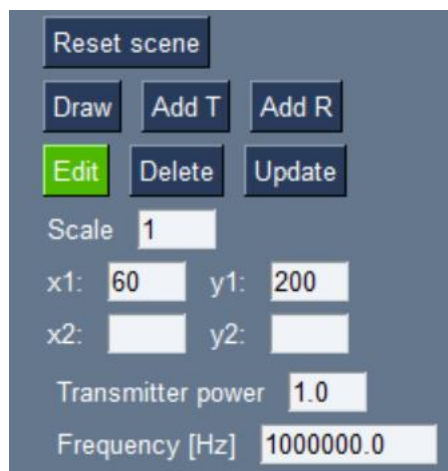 Reset scene
Draw Add T Add R
Edit Delete Update
Scale 1
x1: 60 y1: 200
x2: y2:
Transmitter power 1.0
Frequency [Hz] 1000000.0